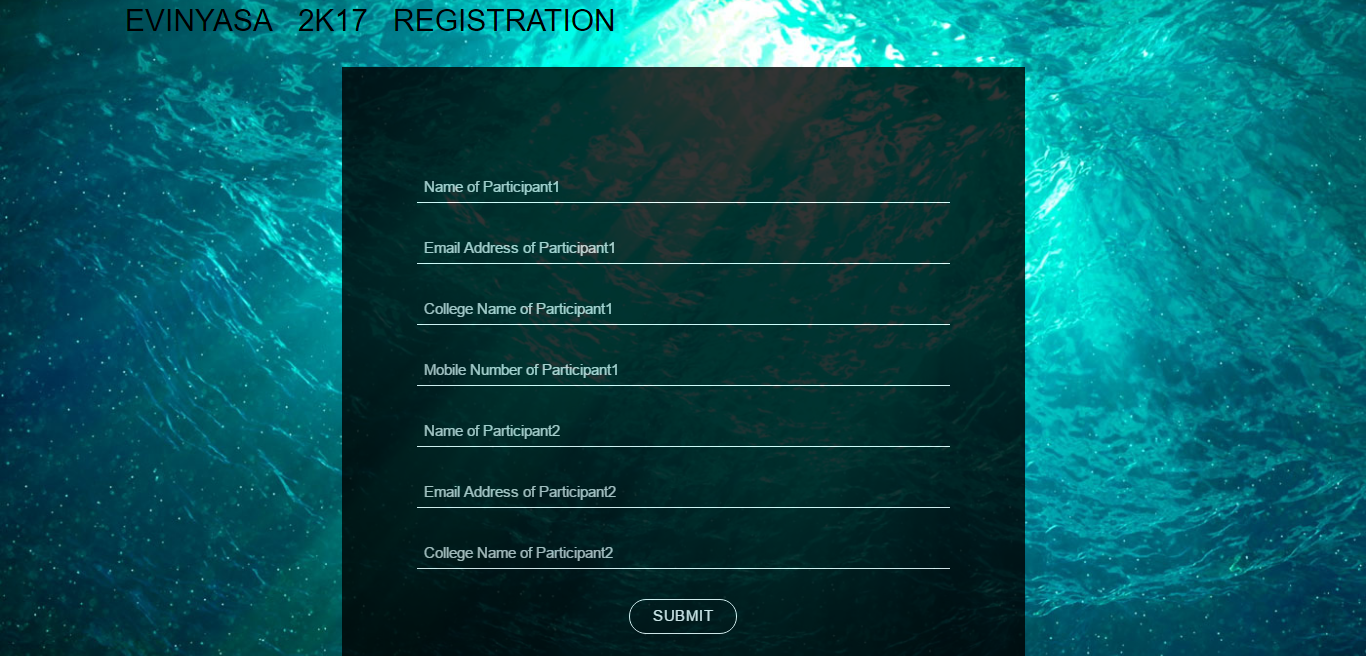 EVINYASA 2K17 REGISTRATION
Name of Participant1
Email Address of Participant1
College Name of Participant1
Mobile Number of Participant1
Name of Participant2
Email Address of Participant2
College Name of Participant2
SUBMIT